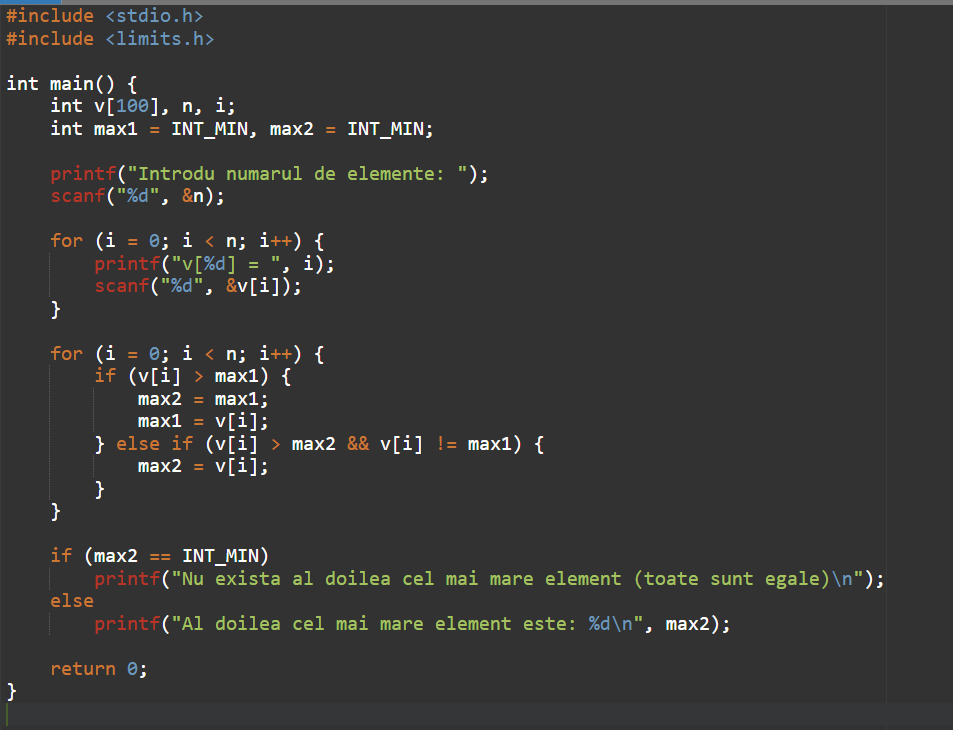 #include <stdio.h>
#include <limits.h>

int main() {
    int v[100], n, i;
    int max1 = INT_MIN, max2 = INT_MIN;

    printf("Introdu numarul de elemente: ");
    scanf("%d", &n);

    for (i = 0; i < n; i++) {
        printf("v[%d] = ", i);
        scanf("%d", &v[i]);
    }

    for (i = 0; i < n; i++) {
        if (v[i] > max1) {
            max2 = max1;
            max1 = v[i];
        } else if (v[i] > max2 && v[i] != max1) {
            max2 = v[i];
        }
    }

    if (max2 == INT_MIN)
        printf("Nu exista al doilea cel mai mare element (toate sunt egale)\n");
    else
        printf("Al doilea cel mai mare element este: %d\n", max2);

    return 0;
}